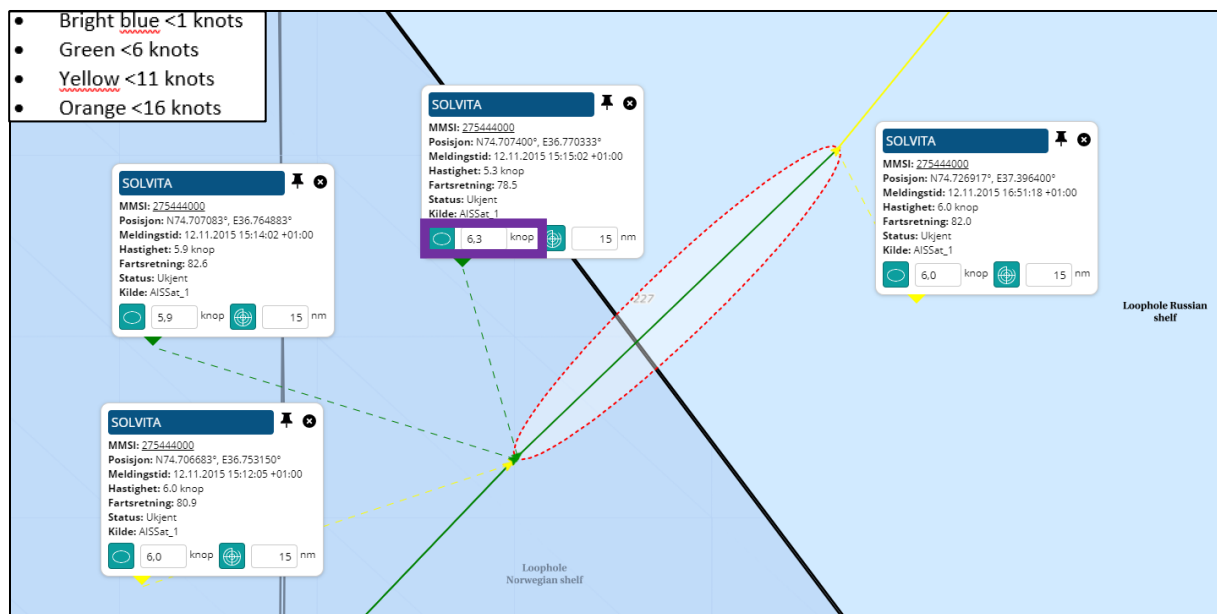 • Bright blue <1 knots
• Green <6 knots
• Yellow <11 knots
• Orange <16 knots
SOLVITA
MMSI: 275444000
Posisjon: N74.707400°, E36.770333°
Meldingstid: 12.11.2015 15:15:02 +01:00
Hastighet: 5.3 knop
Fartsretning: 78.5
Status: Ukjent
Kilde: AISSat_1
6,3 knop 15 nm
SOLVITA
MMSI: 275444000
Posisjon: N74.726917°, E37.396400°
Meldingstid: 12.11.2015 16:51:18 +01:00
Hastighet: 6.0 knop
Fartsretning: 82.0
Status: Ukjent
Kilde: AISSat_1
6,0 knop 15 nm
SOLVITA
MMSI: 275444000
Posisjon: N74.707083°, E36.764883°
Meldingstid: 12.11.2015 15:14:02 +01:00
Hastighet: 5.9 knop
Fartsretning: 82.6
Status: Ukjent
Kilde: AISSat_1
5,9 knop 15 nm
227
Loophole Russian
shelf
SOLVITA
MMSI: 275444000
Posisjon: N74.706683°, E36.753150°
Meldingstid: 12.11.2015 15:12:05 +01:00
Hastighet: 6.0 knop
Fartsretning: 80.9
Status: Ukjent
Kilde: AISSat_1
6,0 knop 15 nm
Loophole
Norwegian shelf